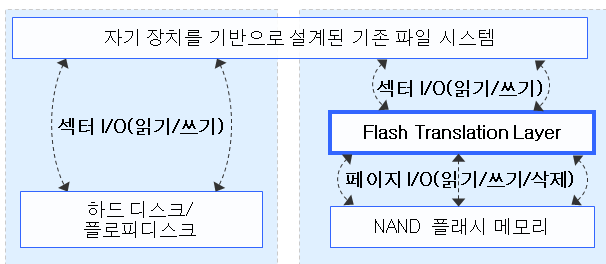 자기 장치를 기반으로 설계된 기존 파일 시스템
섹터 I/O(읽기/쓰기)
하드 디스크/
플로피디스크
섹터 I/O(읽기/쓰기)
Flash Translation Layer
페이지 I/O(읽기/쓰기/삭제)
NAND 플래시 메모리